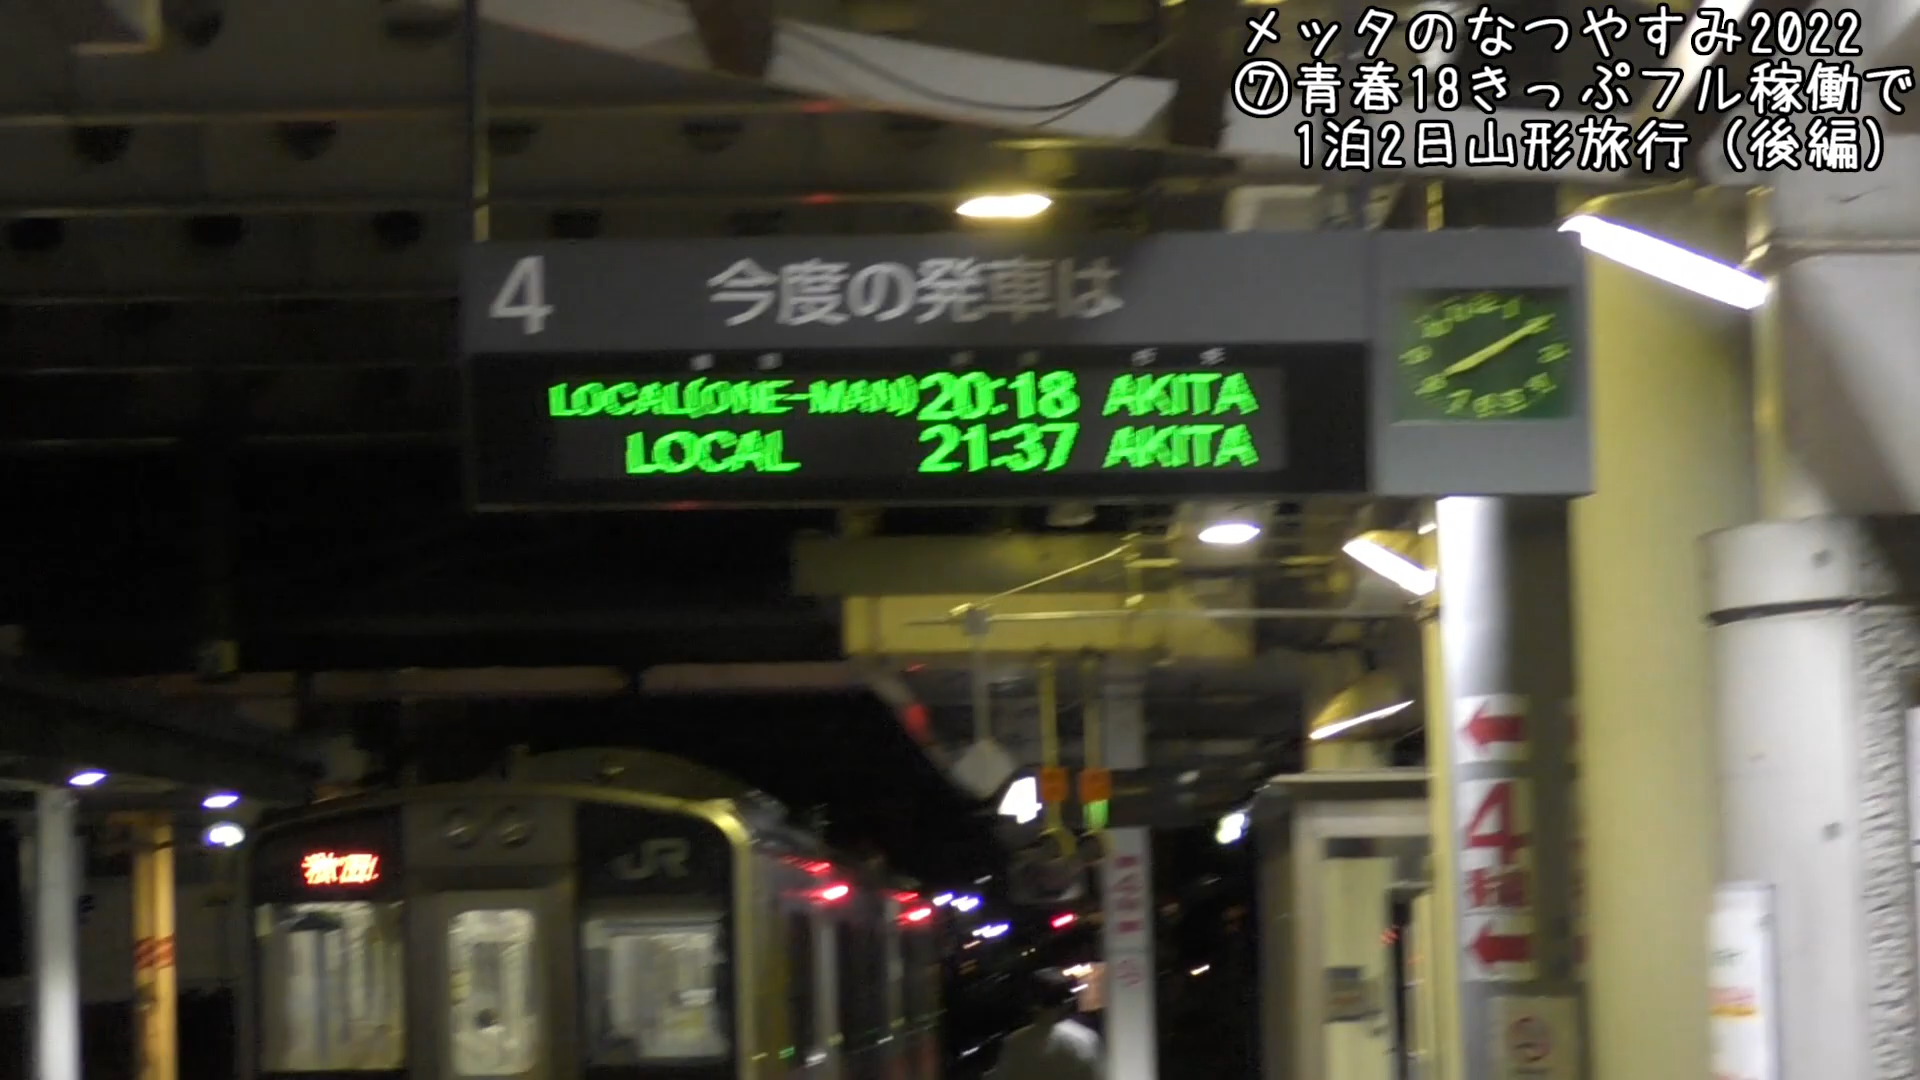 メッタのなつやすみ2022
⑦青春18きっぷフル稼働で
1泊2日山形旅行（後編）
4 今度の発車は
LOCAL(ONE-MAN) 20:18 AKITA
LOCAL 21:37 AKITA
秋田
JR
4